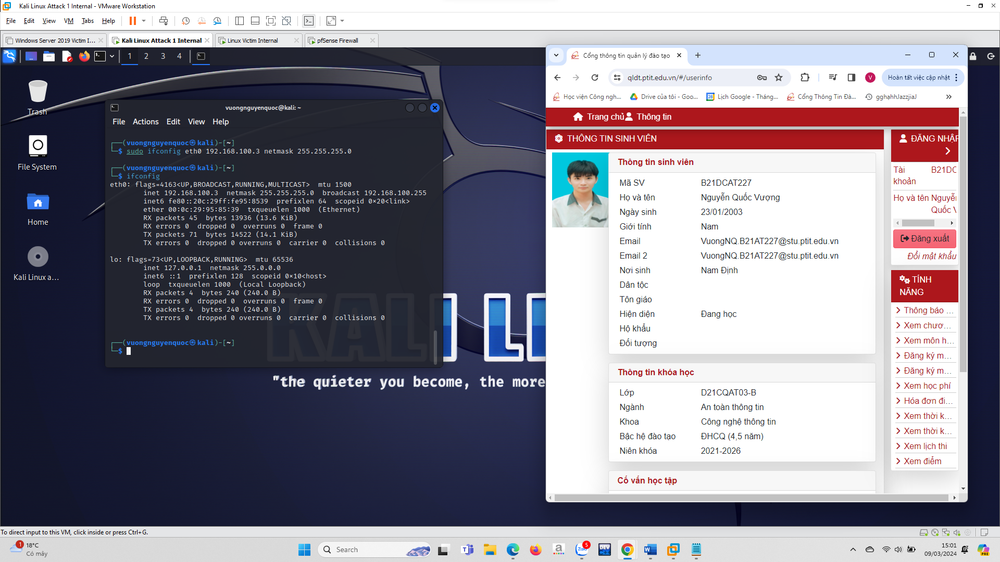 Kali Linux Attack 1 Internal - VMware Workstation
File Edit View VM Tabs Help
Windows Server 2019 Victim I...
Kali Linux Attack 1 Internal
Linux Victim Internal
pfSense Firewall
1 2 3 4
Trash
File System
Home
Kali Linux a...
vuongnguyenquoc@kali: ~
File Actions Edit View Help
(vuongnguyenquoc㉿kali)-[~]
$ sudo ifconfig eth0 192.168.100.3 netmask 255.255.255.0
(vuongnguyenquoc㉿kali)-[~]
$ ifconfig
eth0: flags=4163<UP,BROADCAST,RUNNING,MULTICAST>  mtu 1500
inet 192.168.100.3  netmask 255.255.255.0  broadcast 192.168.100.255
inet6 fe80::20c:29ff:fe95:8539  prefixlen 64  scopeid 0×20<link>
ether 00:0c:29:95:85:39  txqueuelen 1000  (Ethernet)
RX packets 45  bytes 13936 (13.6 KiB)
RX errors 0  dropped 0  overruns 0  frame 0
TX packets 71  bytes 14522 (14.1 KiB)
TX errors 0  dropped 0 overruns 0  carrier 0  collisions 0
lo: flags=73<UP,LOOPBACK,RUNNING>  mtu 65536
inet 127.0.0.1  netmask 255.0.0.0
inet6 ::1  prefixlen 128  scopeid 0×10<host>
loop  txqueuelen 1000  (Local Loopback)
RX packets 4  bytes 240 (240.0 B)
RX errors 0  dropped 0  overruns 0  frame 0
TX packets 4  bytes 240 (240.0 B)
TX errors 0  dropped 0 overruns 0  carrier 0  collisions 0
(vuongnguyenquoc㉿kali)-[~]
$
KALI LI
"the quieter you become, the more
Cổng thông tin quản lý đào tạo
qldt.ptit.edu.vn/#/userinfo
V
Hoàn tất việc cập nhật
Học viện Công ngh...
Drive của tôi - Goo...
28 Lịch Google - Tháng...
Cổng Thông Tin Đà...
gghạhhJazzjiaJ
Trang chủ Thông tin
THÔNG TIN SINH VIÊN
Thông tin sinh viên
Mã SV B21DCAT227
Họ và tên Nguyễn Quốc Vượng
Ngày sinh 23/01/2003
Giới tính Nam
Email VuongNQ.B21AT227@stu.ptit.edu.vn
Email 2 VuongNQ.B21AT227@stu.ptit.edu.vn
Nơi sinh Nam Định
Dân tộc
Tôn giáo
Hiện diện Đang học
Hộ khẩu
Đối tượng
Thông tin khóa học
Lớp D21CQAT03-B
Ngành An toàn thông tin
Khoa Công nghệ thông tin
Bậc hệ đào tạo ĐHCQ (4,5 năm)
Niên khóa 2021-2026
Cố vấn học tập
ĐĂNG NHẬP
Tài khoản B21DC
Họ và tên Nguyễn
Quốc V
Đăng xuất
Đổi mật khẩu
TÍNH
NĂNG
Thông báo ...
Xem chươ...
Xem môn h...
Đăng ký m...
Đăng ký m...
Xem học phí
Hóa đơn đi...
Xem thời k...
Xem thời k...
Xem lịch thi
Xem điểm
To direct input to this VM, click inside or press Ctrl+G.
1
18°C
Có mây
Search
a
Zalo
5
DEV
15:01
09/03/2024
PRE